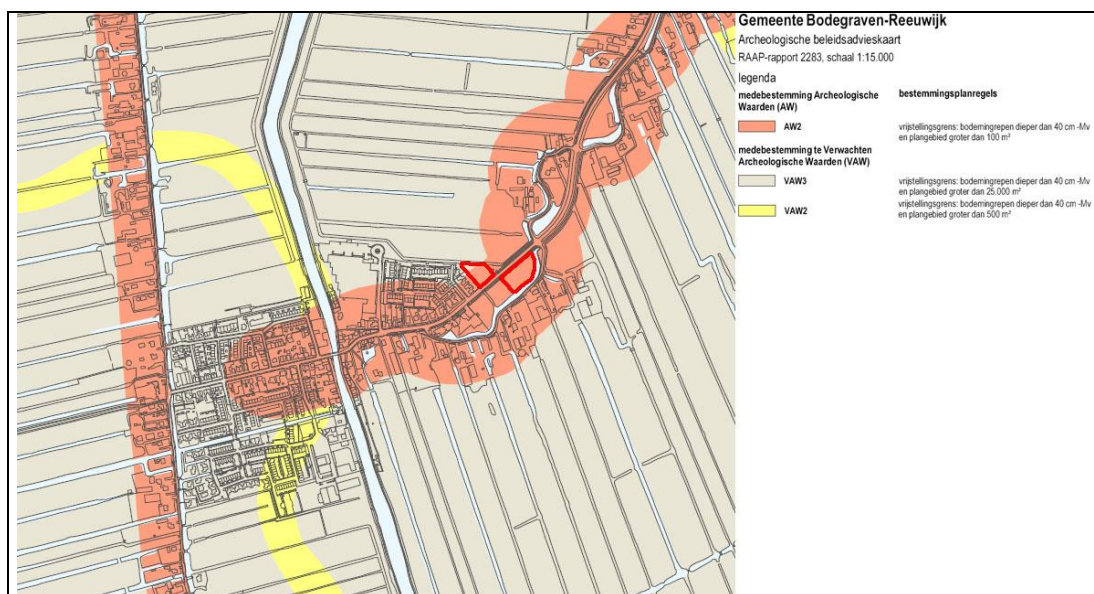 Gemeente Bodegraven-Reeuwijk
Archeologische beleidsadvieskaart
RAAP-rapport 2283, schaal 1:15.000
legenda
medebestemming Archeologische
Waarden (AW)
bestemmingsplanregels
AW2
vrijstellingsgrens: bodemingrepen dieper dan 40 cm -Mv
en plangebied groter dan 100 m²
medebestemming te Verwachten
Archeologische Waarden (VAW)
VAW3
vrijstellingsgrens: bodemingrepen dieper dan 40 cm -Mv
en plangebied groter dan 25.000 m²
VAW2
vrijstellingsgrens: bodemingrepen dieper dan 40 cm -Mv
en plangebied groter dan 500 m²